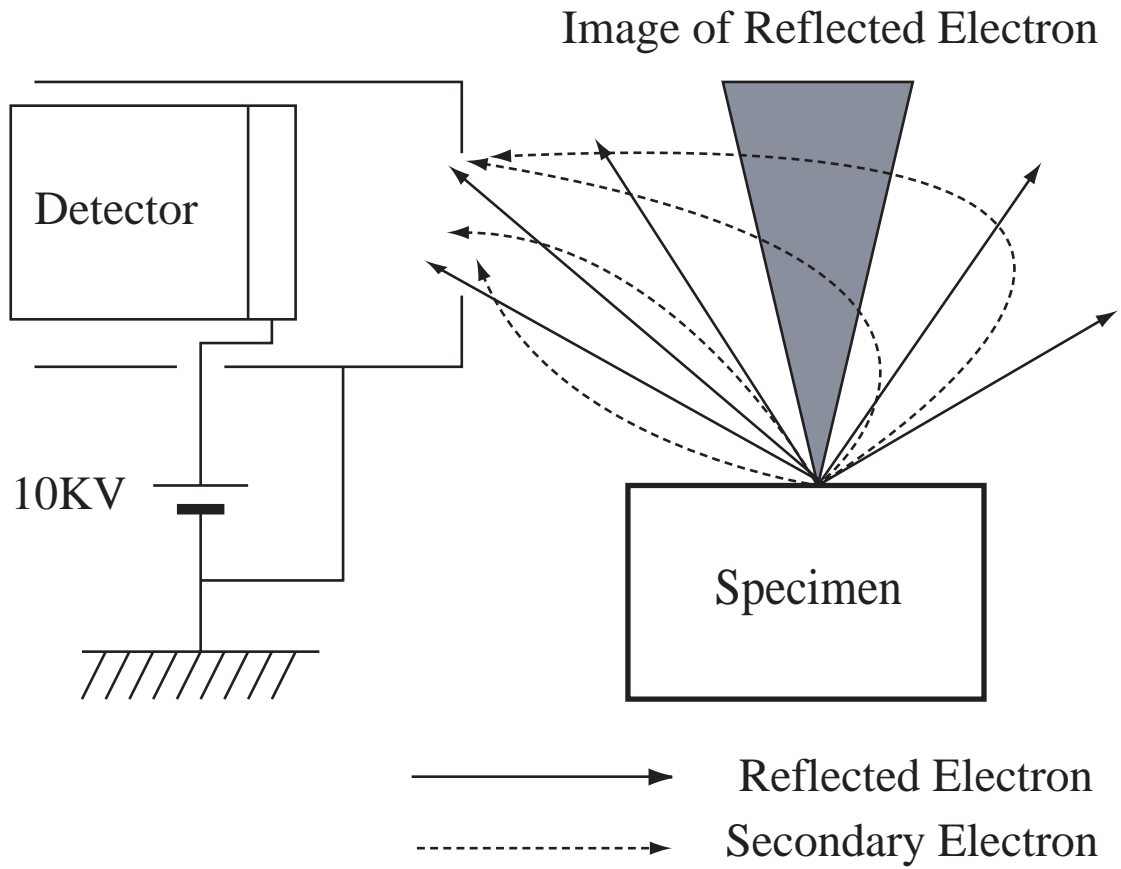 Image of Reflected Electron
Detector
10KV
Specimen
Reflected Electron
Secondary Electron